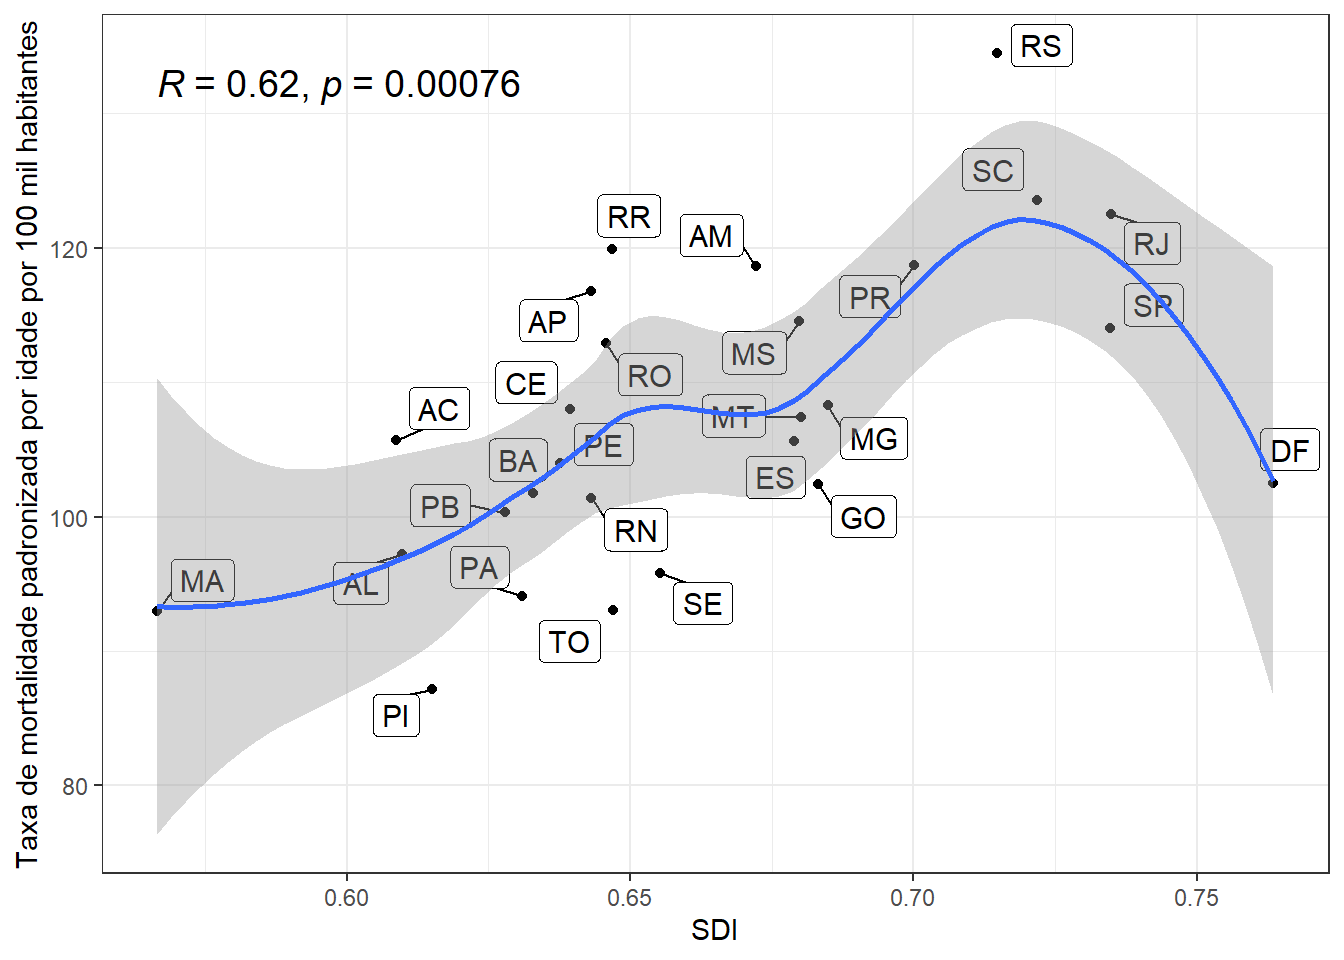 Taxa de mortalidade padronizada por idade por 100 mil habitantes
R = 0.62, p = 0.00076
RS
SC
RR
AM
120
RJ
PR
SP
AP
MS
RO
CE
AC
MT
MG
PE
BA
ES
DF
PB
GO
100
RN
PA
MA
AL
SE
TO
PI
80
0.60 0.65 0.70 0.75
SDI